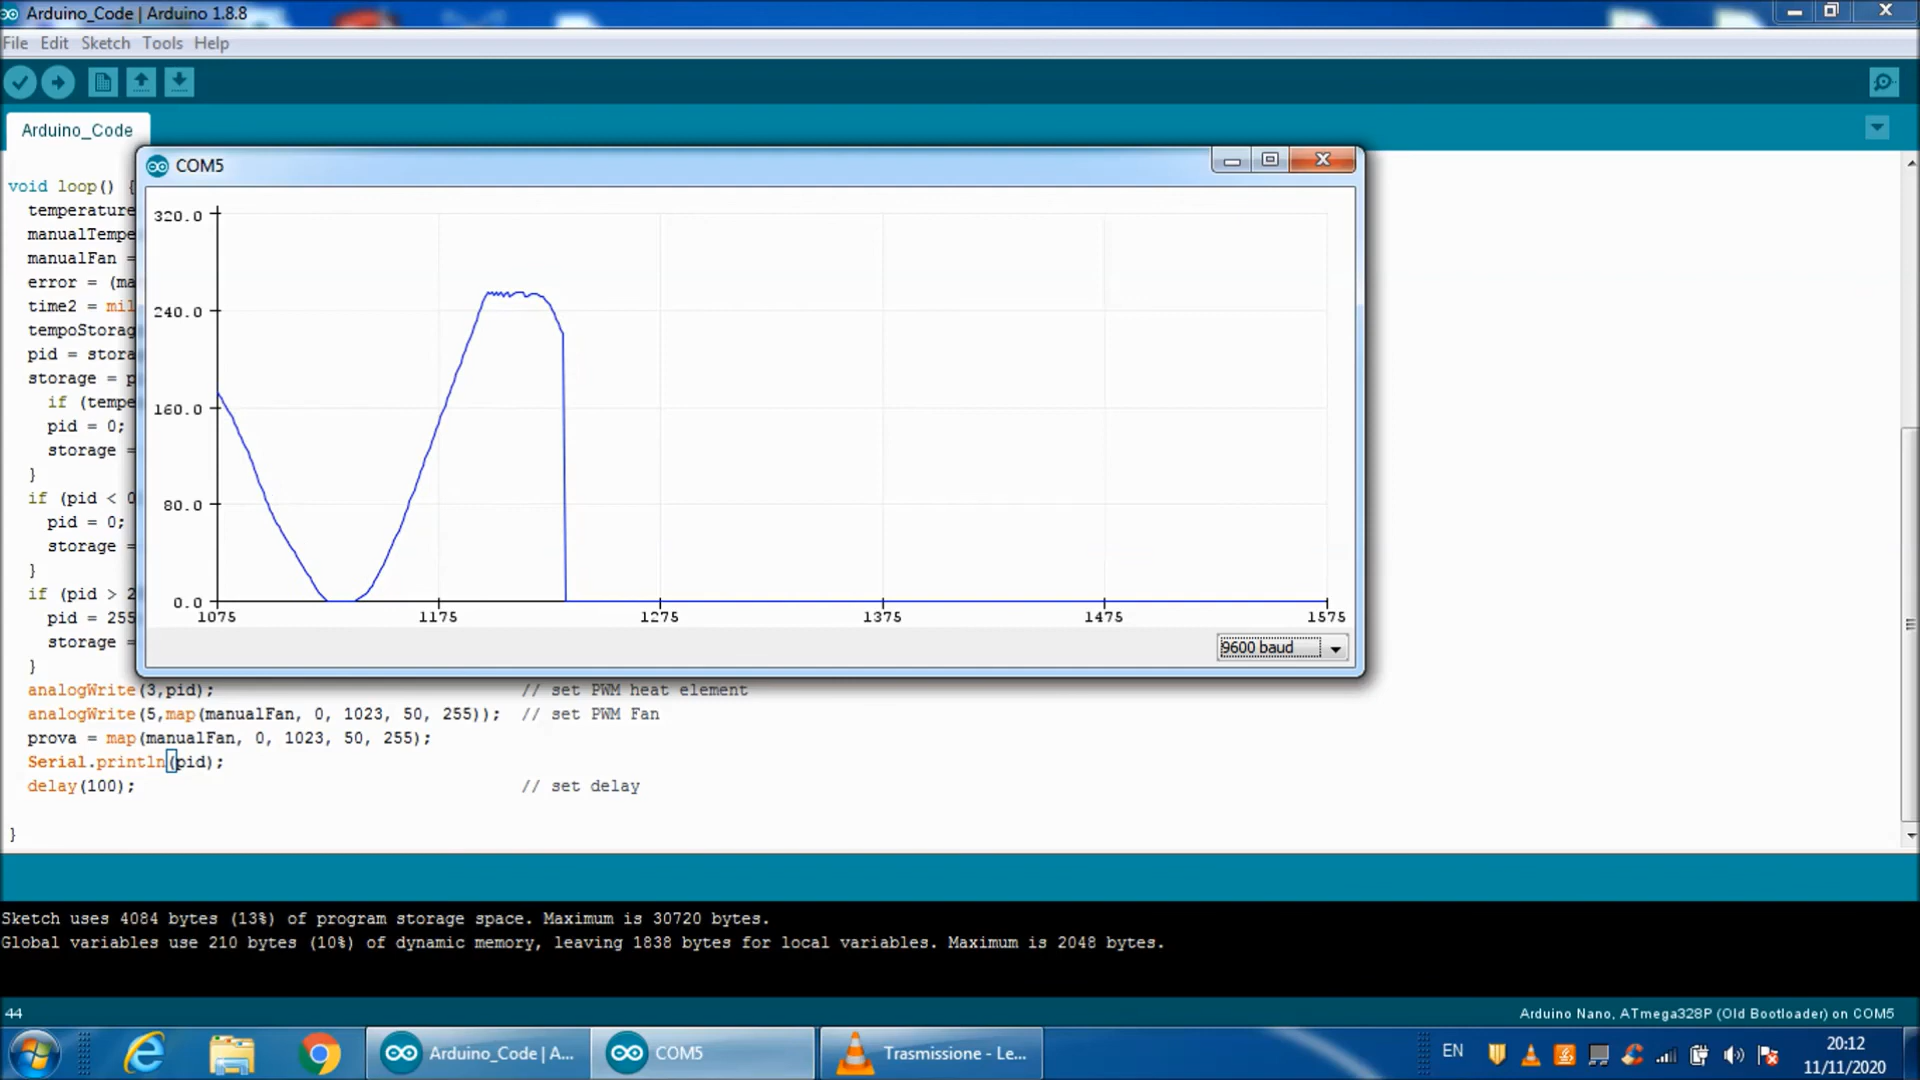 Arduino_Code | Arduino 1.8.8
File Edit Sketch Tools Help
Arduino_Code
COM5
void loop() {
temperature
manualTempe
manualFan =
error = (ma
time2 = mil
tempoStorag
pid = stora
storage = p
if (tempe
pid = 0;
storage =
}
if (pid < 0
pid = 0;
storage =
}
if (pid > 2
pid = 255
storage =
}
320.0
240.0
160.0
80.0
0.0
1075 1175 1275 1375 1475 1575
9600 baud
analogWrite(3,pid); // set PWM heat element
analogWrite(5,map(manualFan, 0, 1023, 50, 255)); // set PWM Fan
prova = map(manualFan, 0, 1023, 50, 255);
Serial.println(pid);
delay(100); // set delay
}
Sketch uses 4084 bytes (13%) of program storage space. Maximum is 30720 bytes.
Global variables use 210 bytes (10%) of dynamic memory, leaving 1838 bytes for local variables. Maximum is 2048 bytes.
44 Arduino Nano, ATmega328P (Old Bootloader) on COM5
Arduino_Code | A... COM5 Trasmissione - Le... EN 20:12
11/11/2020